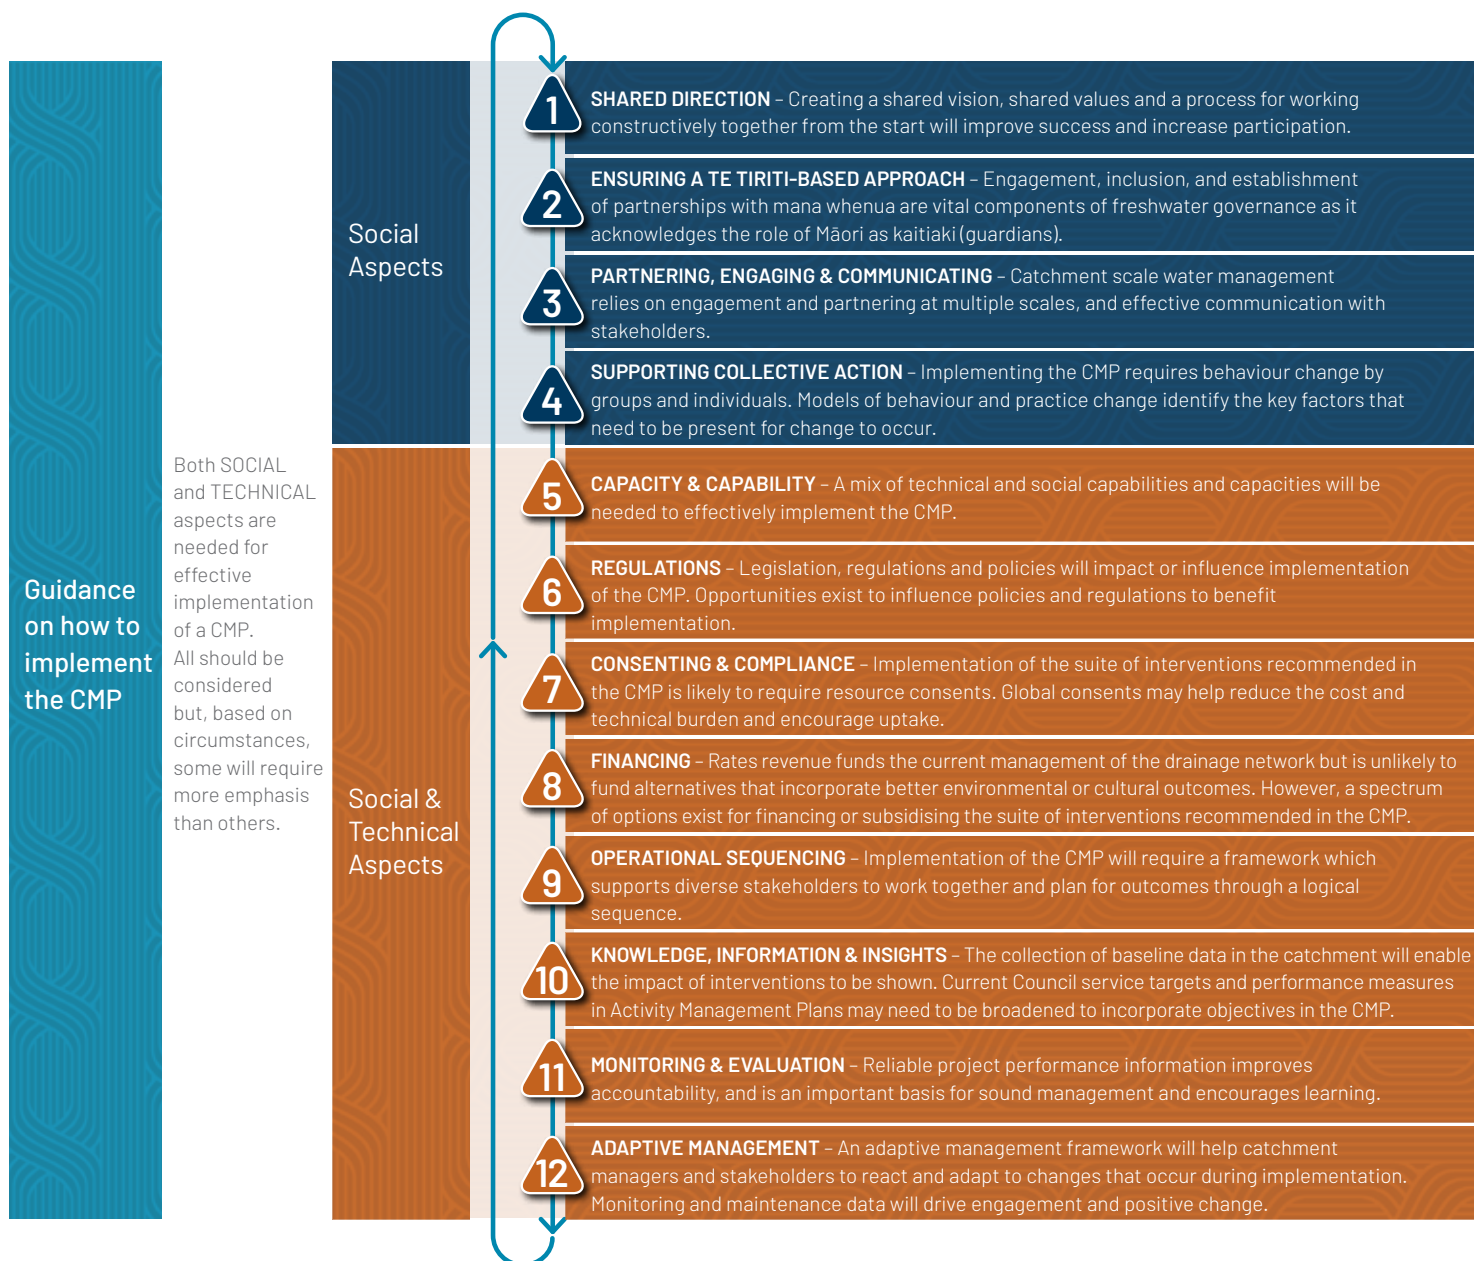 Guidance
on how to
implement
the CMP
Both SOCIAL
and TECHNICAL
aspects are
needed for
effective
implementation
of a CMP.
All should be
considered
but, based on
circumstances,
some will require
more emphasis
than others.
Social
Aspects
1
SHARED DIRECTION – Creating a shared vision, shared values and a process for working
constructively together from the start will improve success and increase participation.
2
ENSURING A TE TIRITI-BASED APPROACH – Engagement, inclusion, and establishment
of partnerships with mana whenua are vital components of freshwater governance as it
acknowledges the role of Māori as kaitiaki (guardians).
3
PARTNERING, ENGAGING & COMMUNICATING – Catchment scale water management
relies on engagement and partnering at multiple scales, and effective communication with
stakeholders.
4
SUPPORTING COLLECTIVE ACTION – Implementing the CMP requires behaviour change by
groups and individuals. Models of behaviour and practice change identify the key factors that
need to be present for change to occur.
Social &
Technical
Aspects
5
CAPACITY & CAPABILITY – A mix of technical and social capabilities and capacities will be
needed to effectively implement the CMP.
6
REGULATIONS – Legislation, regulations and policies will impact or influence implementation
of the CMP. Opportunities exist to influence policies and regulations to benefit
implementation.
7
CONSENTING & COMPLIANCE – Implementation of the suite of interventions recommended in
the CMP is likely to require resource consents. Global consents may help reduce the cost and
technical burden and encourage uptake.
8
FINANCING – Rates revenue funds the current management of the drainage network but is unlikely to
fund alternatives that incorporate better environmental or cultural outcomes. However, a spectrum
of options exist for financing or subsidising the suite of interventions recommended in the CMP.
9
OPERATIONAL SEQUENCING – Implementation of the CMP will require a framework which
supports diverse stakeholders to work together and plan for outcomes through a logical
sequence.
10
KNOWLEDGE, INFORMATION & INSIGHTS – The collection of baseline data in the catchment will enable
the impact of interventions to be shown. Current Council service targets and performance measures
in Activity Management Plans may need to be broadened to incorporate objectives in the CMP.
11
MONITORING & EVALUATION – Reliable project performance information improves
accountability, and is an important basis for sound management and encourages learning.
12
ADAPTIVE MANAGEMENT – An adaptive management framework will help catchment
managers and stakeholders to react and adapt to changes that occur during implementation.
Monitoring and maintenance data will drive engagement and positive change.